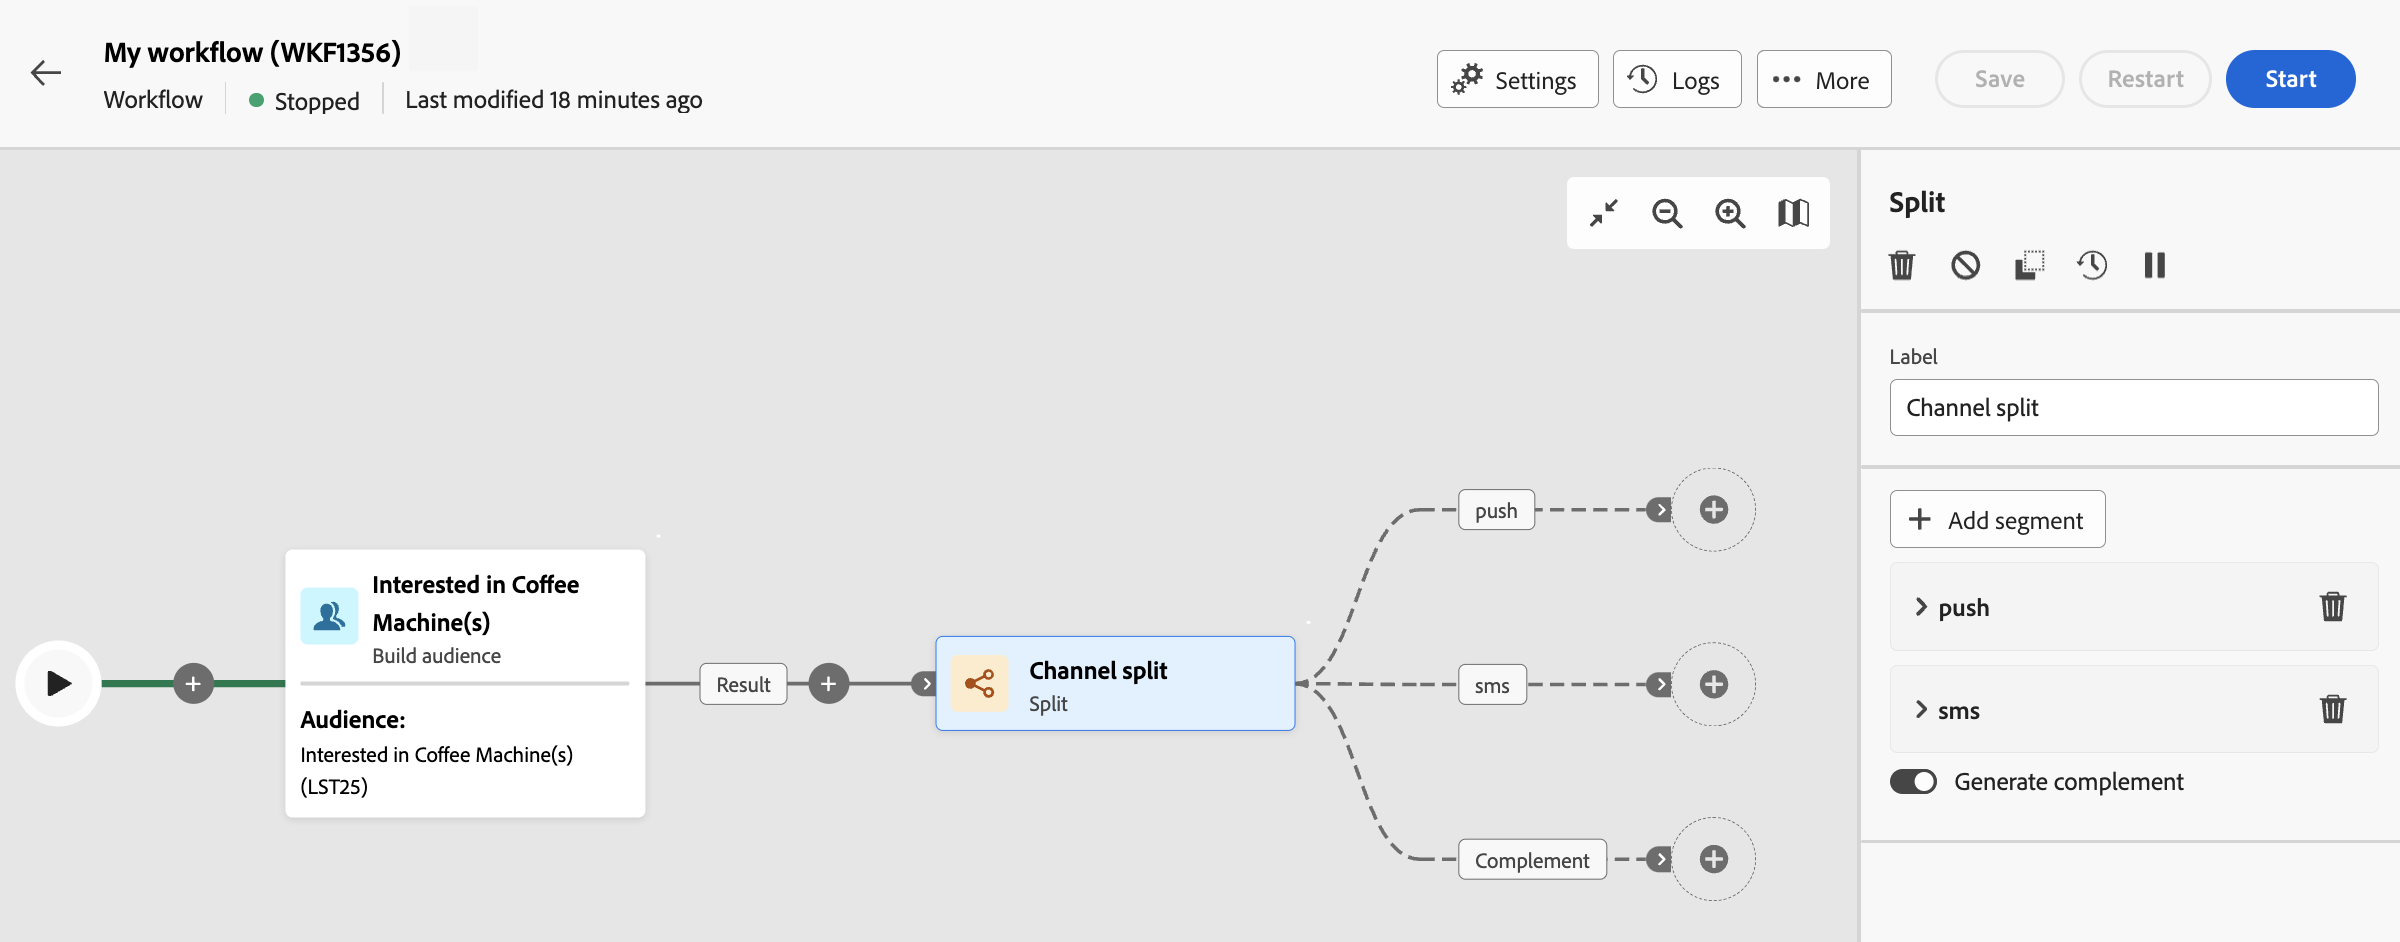 My workflow (WKF1356)
Workflow
Stopped
Last modified 18 minutes ago
Settings
Logs
More
Save
Restart
Start
Interested in Coffee
Machine(s)
Build audience
Audience:
Interested in Coffee Machine(s)
(LST25)
Result
Channel split
Split
push
sms
Complement
Split
Label
Channel split
Add segment
push
sms
Generate complement